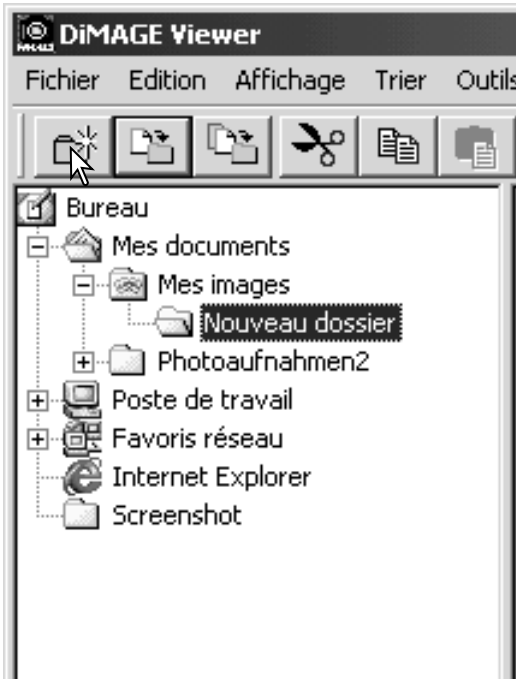 DiMAGE Viewer
Fichier Edition Affichage Trier Outils
Bureau
Mes documents
Mes images
Nouveau dossier
Photoaufnahmen2
Poste de travail
Favoris réseau
Internet Explorer
Screenshot